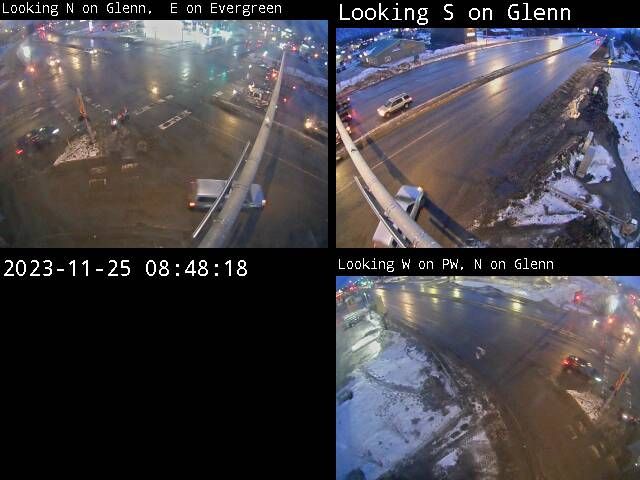 Looking N on Glenn,  E on Evergreen
Looking S on Glenn
2023-11-25 08:48:18
Looking W on PW, N on Glenn